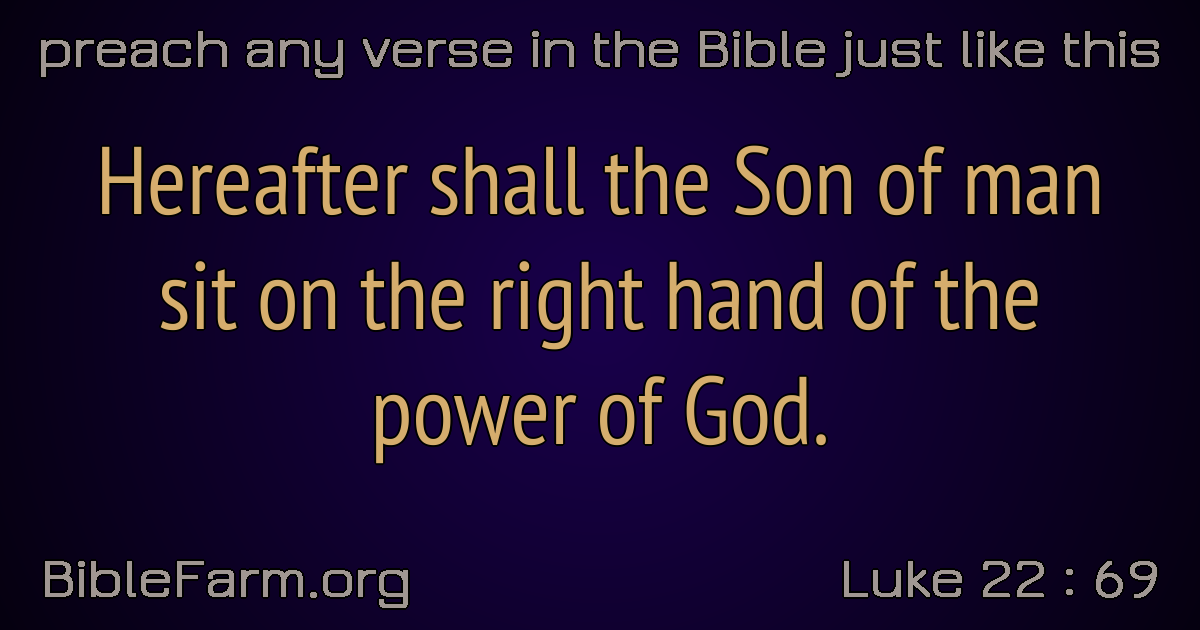 preach any verse in the Bible just like this
Hereafter shall the Son of man
sit on the right hand of the
power of God.
BibleFarm.org
Luke 22 : 69